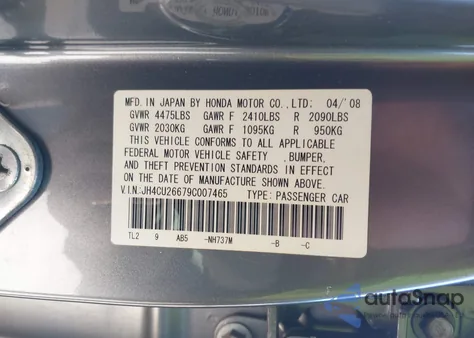 MFD. IN JAPAN BY HONDA MOTOR CO., LTD: 04/'08
GVWR 4475LBS GAWR F 2410LBS R 2090LBS
GVWR 2030KG GAWR F 1095KG R 950KG
THIS VEHICLE CONFORMS TO ALL APPLICABLE
FEDERAL MOTOR VEHICLE SAFETY ,BUMPER,
AND THEFT PREVENTION STANDARDS IN EFFECT
ON THE DATE OF MANUFACTURE SHOWN ABOVE.
V.I.N:JH4CU26679C007465 TYPE: PASSENGER CAR
TL2 9 AB5 -NH737M -B -C
autoSnap